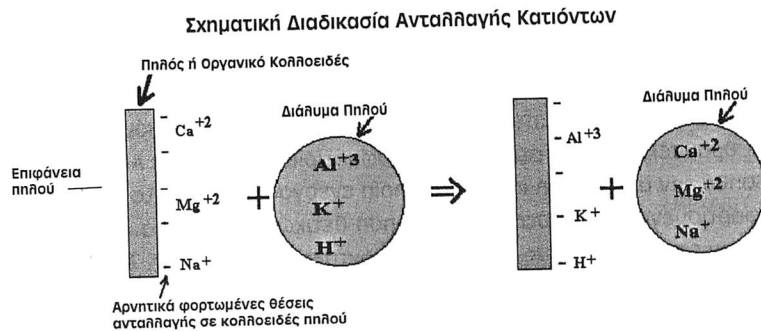 Σχηματική Διαδικασία Ανταλλαγής Κατιόντων
Πηλός ή Οργανικό Κολλοειδές
Διάλυμα Πηλού
Διάλυμα Πηλού
Επιφάνεια
πηλού
Ca+2
Mg+2
Na+
+
Al+3
K+
H+
⇒
Al+3
K+
H+
+
Ca+2
Mg+2
Na+
Αρνητικά φορτωμένες θέσεις
ανταλλαγής σε κολλοειδές πηλού